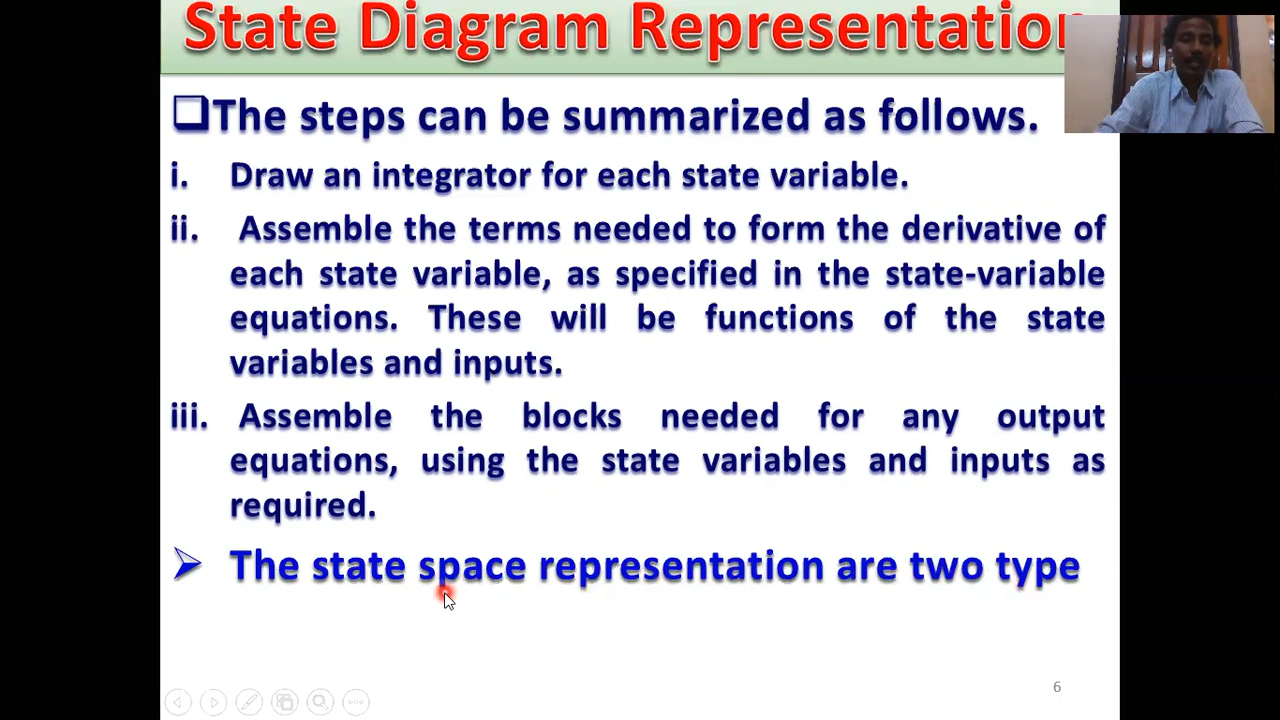 State Diagram Representation
❑The steps can be summarized as follows.
i. Draw an integrator for each state variable.
ii. Assemble the terms needed to form the derivative of
each state variable, as specified in the state-variable
equations. These will be functions of the state
variables and inputs.
iii. Assemble the blocks needed for any output
equations, using the state variables and inputs as
required.
➢ The state space representation are two type
6